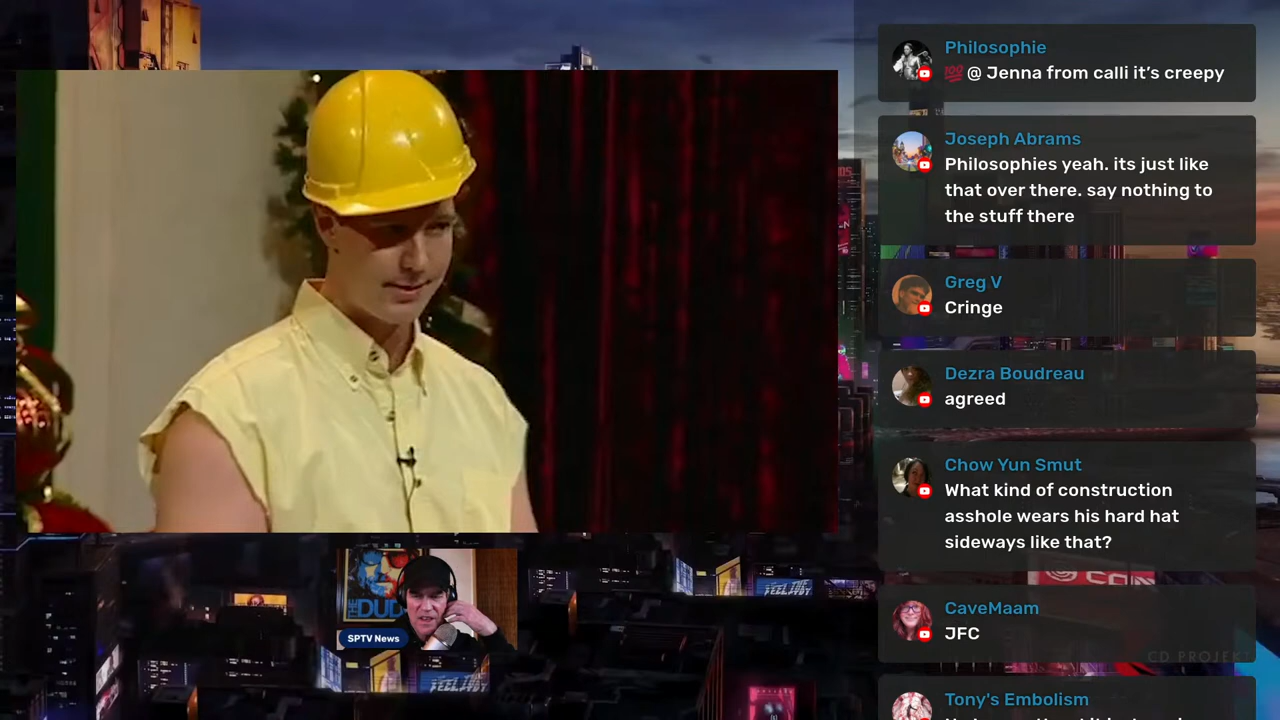 Philosophie
💯 @ Jenna from calli it's creepy
Joseph Abrams
Philosophies yeah. its just like
that over there. say nothing to
the stuff there
Greg V
Cringe
Dezra Boudreau
agreed
Chow Yun Smut
What kind of construction
asshole wears his hard hat
sideways like that?
CaveMaam
JFC
CD PROJEKT
Tony's Embolism
THE DUD
SPTV News